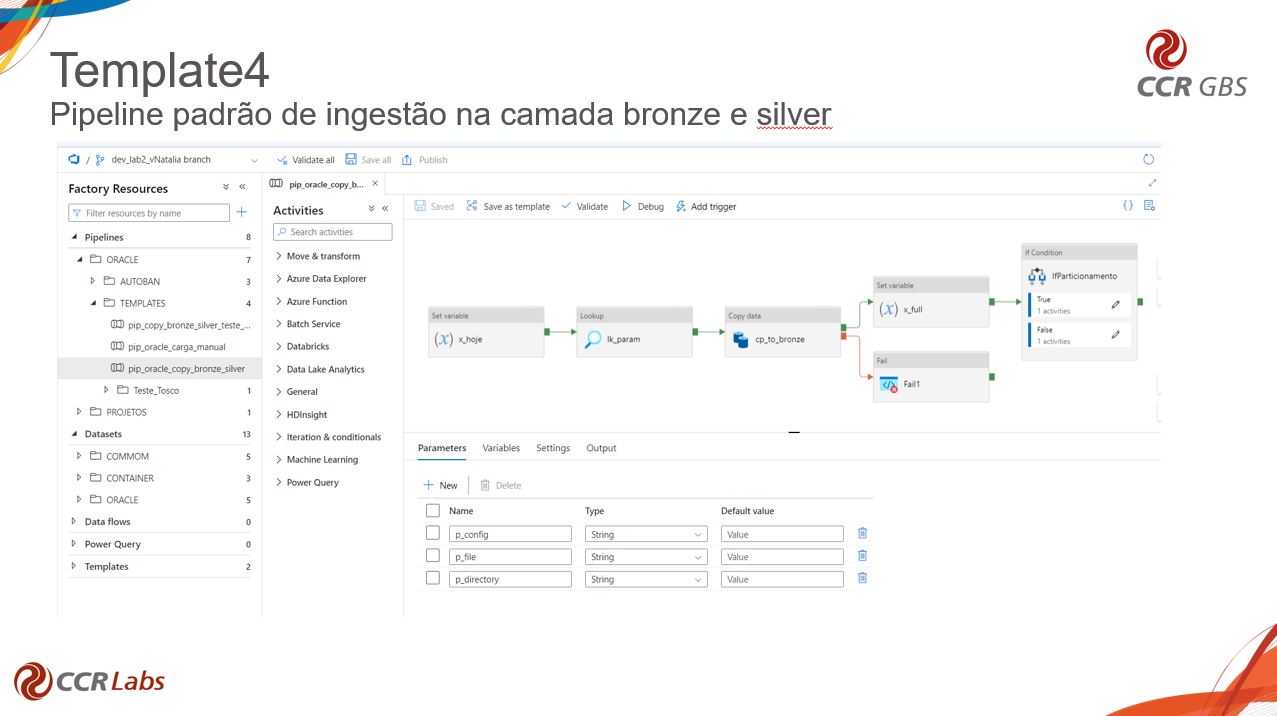 Template4
CCR GBS
Pipeline padrão de ingestão na camada bronze e silver
/ dev_lab2_vNatalia branch
Validate all
Save all
Publish
Factory Resources
Filter resources by name
Pipelines 8
ORACLE 7
AUTOBAN 3
TEMPLATES 4
pip_copy_bronze_silver_teste_...
pip_oracle_carga_manual
pip_oracle_copy_bronze_silver
Teste_Tosco 1
PROJETOS 1
Datasets 13
COMMOM 5
CONTAINER 3
ORACLE 5
Data flows 0
Power Query 0
Templates 2
pip_oracle_copy_b...
Activities
Search activities
Move & transform
Azure Data Explorer
Azure Function
Batch Service
Databricks
Data Lake Analytics
General
HDInsight
Iteration & conditionals
Machine Learning
Power Query
Saved
Save as template
Validate
Debug
Add trigger
{}
Set variable
(x) x_hoje
Lookup
lk_param
Copy data
cp_to_bronze
Set variable
(x) x_full
Fail
Fail1
If Condition
IfParticionamento
True
1 activities
False
1 activities
Parameters Variables Settings Output
New
Delete
Name Type Default value
p_config String Value
p_file String Value
p_directory String Value
CCR Labs